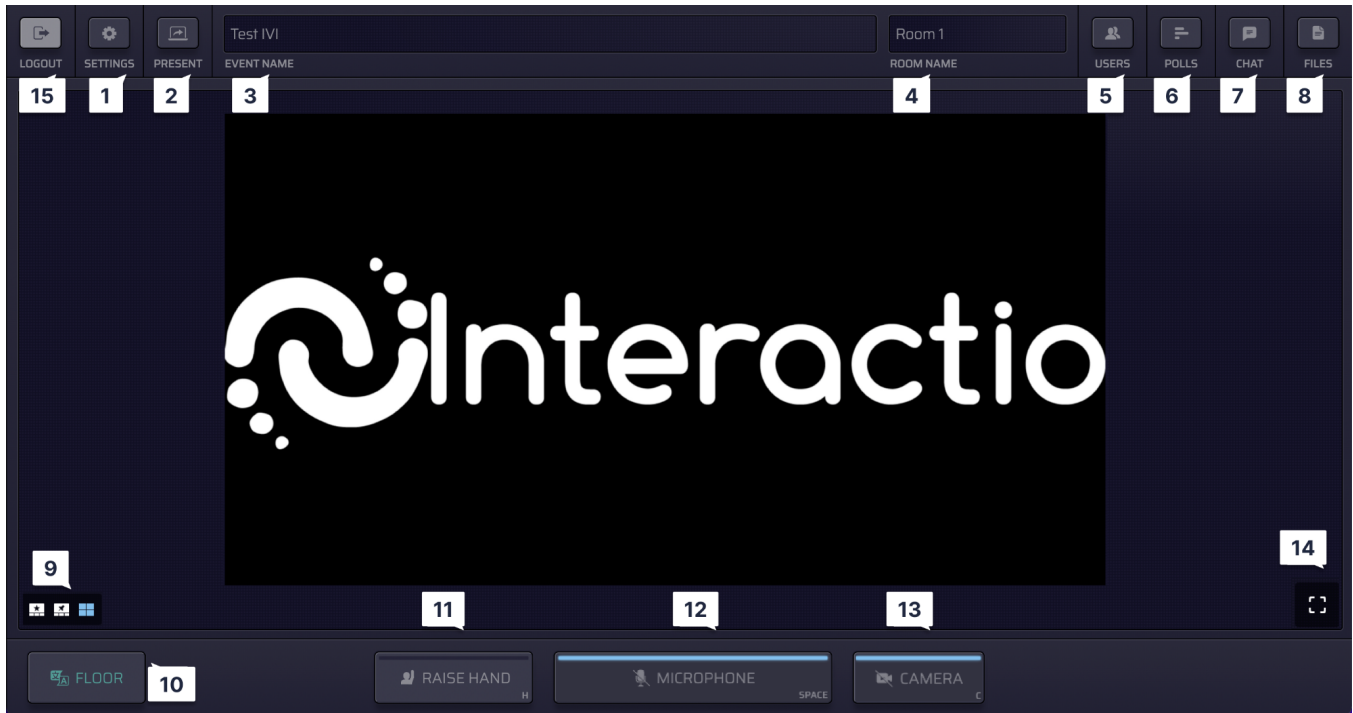 Test IVI
Room 1
LOGOUT
SETTINGS
PRESENT
EVENT NAME
ROOM NAME
USERS
POLLS
CHAT
FILES
15
1
2
3
4
5
6
7
8
Interactio
9
14
11
12
13
FLOOR
10
RAISE HAND
H
MICROPHONE
SPACE
CAMERA
C